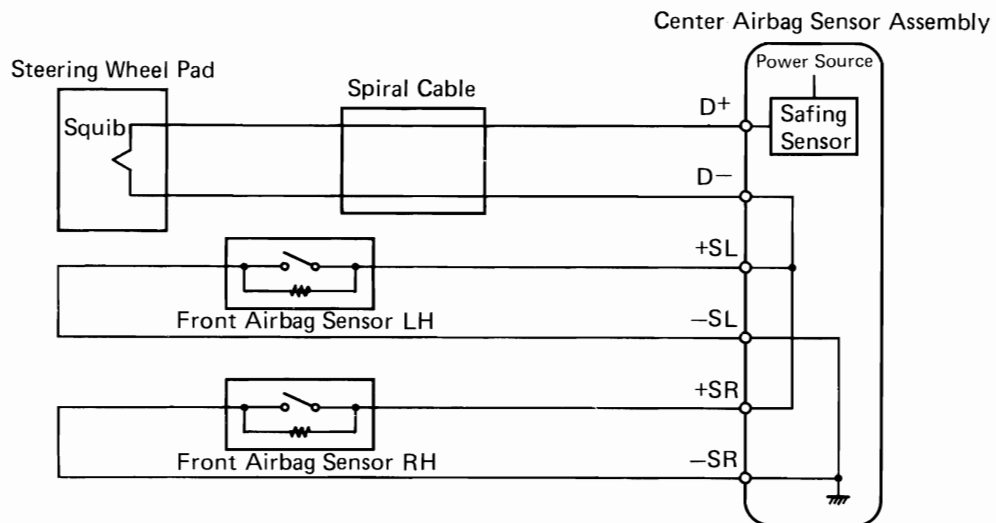 Center Airbag Sensor Assembly
Steering Wheel Pad
Power Source
Spiral Cable
D+
Squib
Safing
Sensor
D−
+SL
Front Airbag Sensor LH
−SL
+SR
Front Airbag Sensor RH
−SR